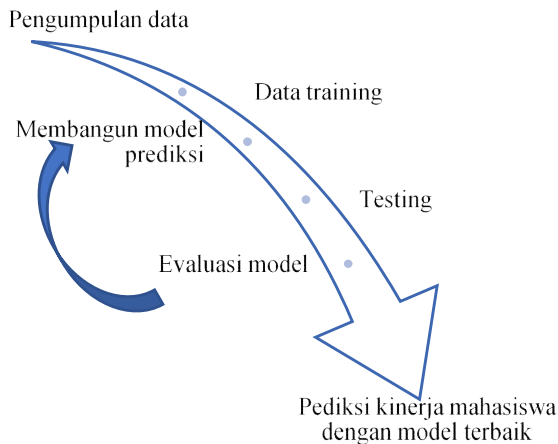 Pengumpulan data
Data training
Membangun model
prediksi
Testing
Evaluasi model
Pediksi kinerja mahasiswa
dengan model terbaik